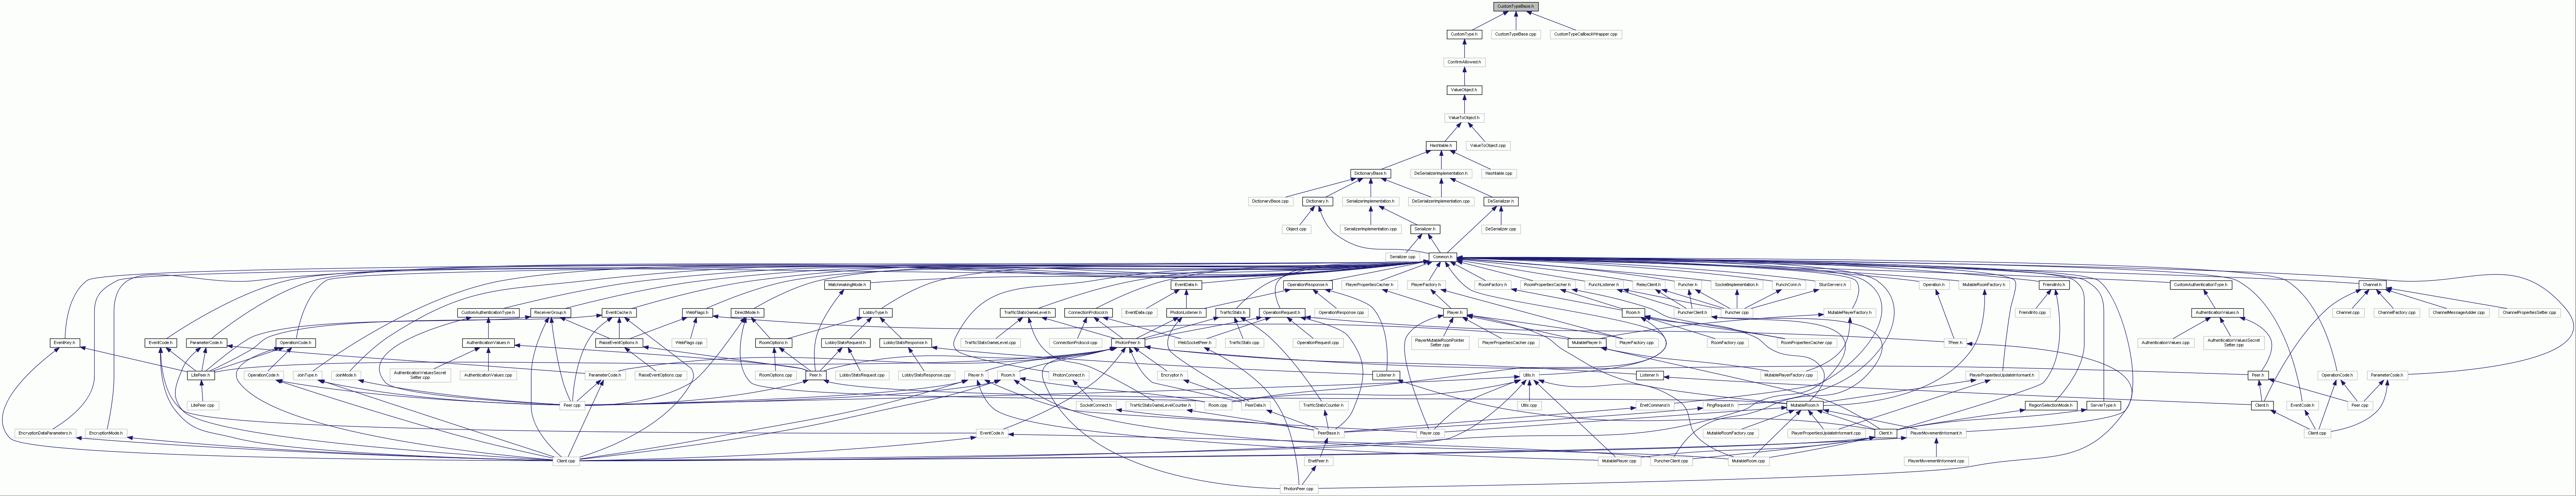 CustomTypeBase.h
CustomType.h
CustomTypeBase.cpp
CustomTypeCallbackWrapper.cpp
ConfirmAllowed.h
ValueObject.h
ValueToObject.h
Hashtable.h
ValueToObject.cpp
DictionaryBase.h
DeSerializerImplementation.h
Hashtable.cpp
DictionaryBase.cpp
Dictionary.h
SerializerImplementation.h
DeSerializerImplementation.cpp
DeSerializer.h
Object.cpp
SerializerImplementation.cpp
Serializer.h
DeSerializer.cpp
Serializer.cpp
Common.h
MatchmakingMode.h
EventData.h
OperationResponse.h
PlayerPropertiesCacher.h
PlayerFactory.h
RoomFactory.h
RoomPropertiesCacher.h
PunchListener.h
RelayClient.h
Puncher.h
SocketImplementation.h
PunchConn.h
StunServers.h
Operation.h
MutableRoomFactory.h
FriendInfo.h
CustomAuthenticationType.h
Channel.h
CustomAuthenticationType.h
ReceiverGroup.h
EventCache.h
WebFlags.h
DirectMode.h
LobbyType.h
TrafficStatsGameLevel.h
ConnectionProtocol.h
EventData.cpp
PhotonListener.h
TrafficStats.h
OperationRequest.h
OperationResponse.cpp
Player.h
Room.h
PuncherClient.h
Puncher.cpp
MutablePlayerFactory.h
FriendInfo.cpp
AuthenticationValues.h
Channel.cpp
ChannelFactory.cpp
ChannelMessageAdder.cpp
ChannelPropertiesSetter.cpp
EventKey.h
EventCode.h
ParameterCode.h
OperationCode.h
AuthenticationValues.h
RaiseEventOptions.h
WebFlags.cpp
RoomOptions.h
LobbyStatsRequest.h
LobbyStatsResponse.h
TrafficStatsGameLevel.cpp
ConnectionProtocol.cpp
PhotonPeer.h
WebSocketPeer.h
TrafficStats.cpp
OperationRequest.cpp
PlayerMutableRoomPointer
Setter.cpp
PlayerPropertiesCacher.cpp
MutablePlayer.h
PlayerFactory.cpp
RoomFactory.cpp
RoomPropertiesCacher.cpp
TPeer.h
AuthenticationValues.cpp
AuthenticationValuesSecret
Setter.cpp
LitePeer.h
OperationCode.h
JoinType.h
JoinMode.h
AuthenticationValuesSecret
Setter.cpp
AuthenticationValues.cpp
ParameterCode.h
RaiseEventOptions.cpp
RoomOptions.cpp
Peer.h
LobbyStatsRequest.cpp
LobbyStatsResponse.cpp
Player.h
Room.h
PhotonConnect.h
Encryptor.h
Listener.h
Utils.h
Listener.h
MutablePlayerFactory.cpp
PlayerPropertiesUpdateInformant.h
Peer.h
OperationCode.h
ParameterCode.h
LitePeer.cpp
Peer.cpp
SocketConnect.h
TrafficStatsGameLevelCounter.h
Room.cpp
PeerData.h
TrafficStatsCounter.h
Utils.cpp
EnetCommand.h
PingRequest.h
MutableRoom.h
RegionSelectionMode.h
ServerType.h
Client.h
EventCode.h
Peer.cpp
EncryptionDataParameters.h
EncryptionMode.h
EventCode.h
PeerBase.h
Player.cpp
MutableRoomFactory.cpp
PlayerPropertiesUpdateInformant.cpp
Client.h
PlayerMovementInformant.h
Client.cpp
Client.cpp
EnetPeer.h
MutablePlayer.cpp
PuncherClient.cpp
MutableRoom.cpp
PlayerMovementInformant.cpp
PhotonPeer.cpp